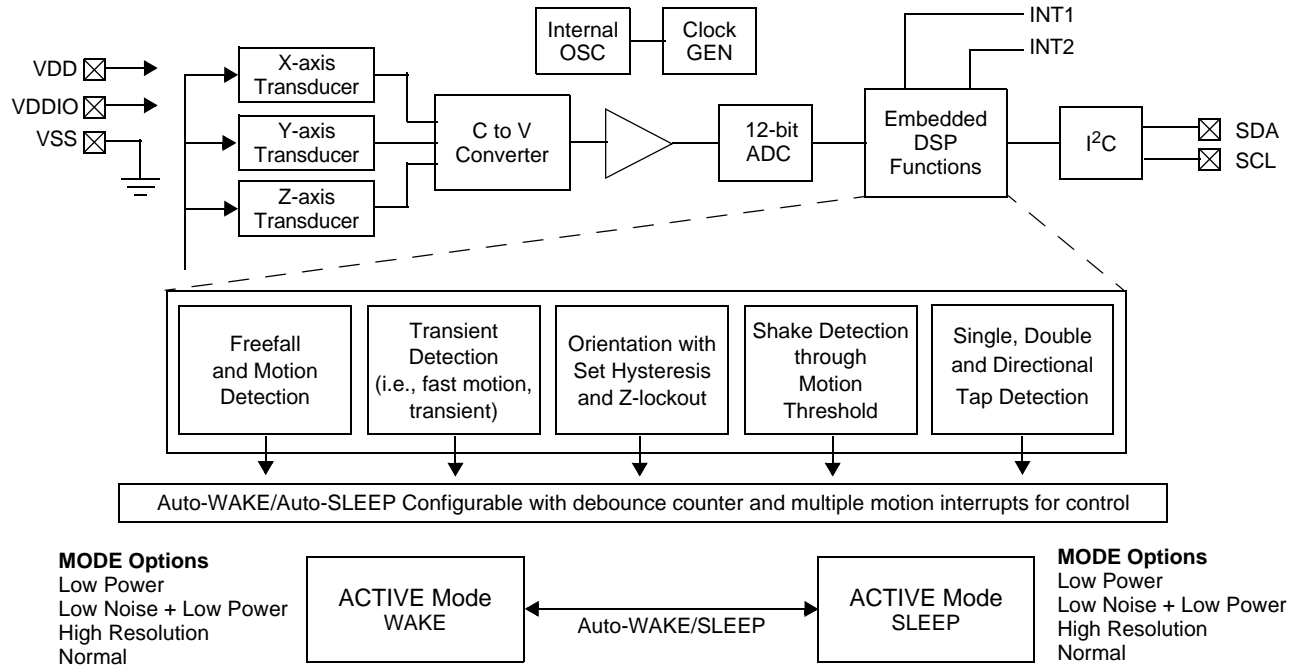 INT1
Internal
OSC
Clock
GEN
INT2
VDD
X-axis
Transducer
VDDIO
C to V
Converter
12-bit
ADC
Embedded
DSP
Functions
I²C
SDA
SCL
VSS
Y-axis
Transducer
Z-axis
Transducer
Freefall
and Motion
Detection
Transient
Detection
(i.e., fast motion,
transient)
Orientation with
Set Hysteresis
and Z-lockout
Shake Detection
through
Motion
Threshold
Single, Double
and Directional
Tap Detection
Auto-WAKE/Auto-SLEEP Configurable with debounce counter and multiple motion interrupts for control
MODE Options
Low Power
Low Noise + Low Power
High Resolution
Normal
ACTIVE Mode
WAKE
Auto-WAKE/SLEEP
ACTIVE Mode
SLEEP
MODE Options
Low Power
Low Noise + Low Power
High Resolution
Normal